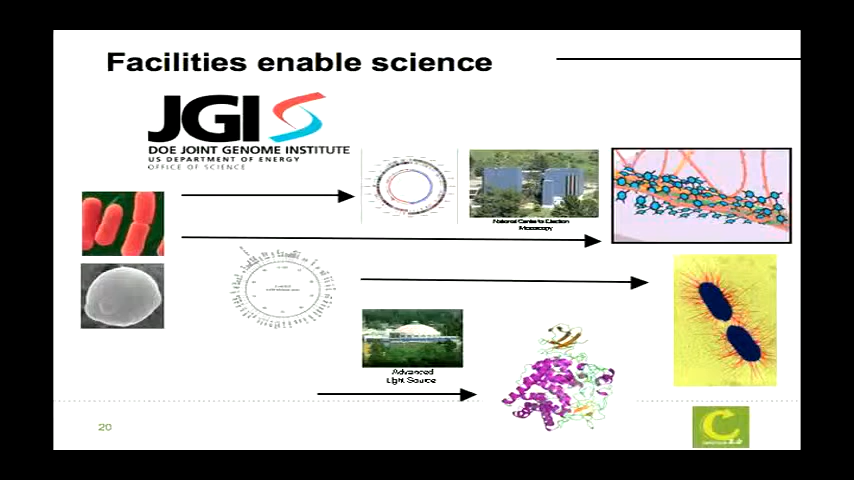 Facilities enable science
JGI
DOE JOINT GENOME INSTITUTE
US DEPARTMENT OF ENERGY
OFFICE OF SCIENCE
National Center for Electron
Microscopy
Advanced
Light Source
20